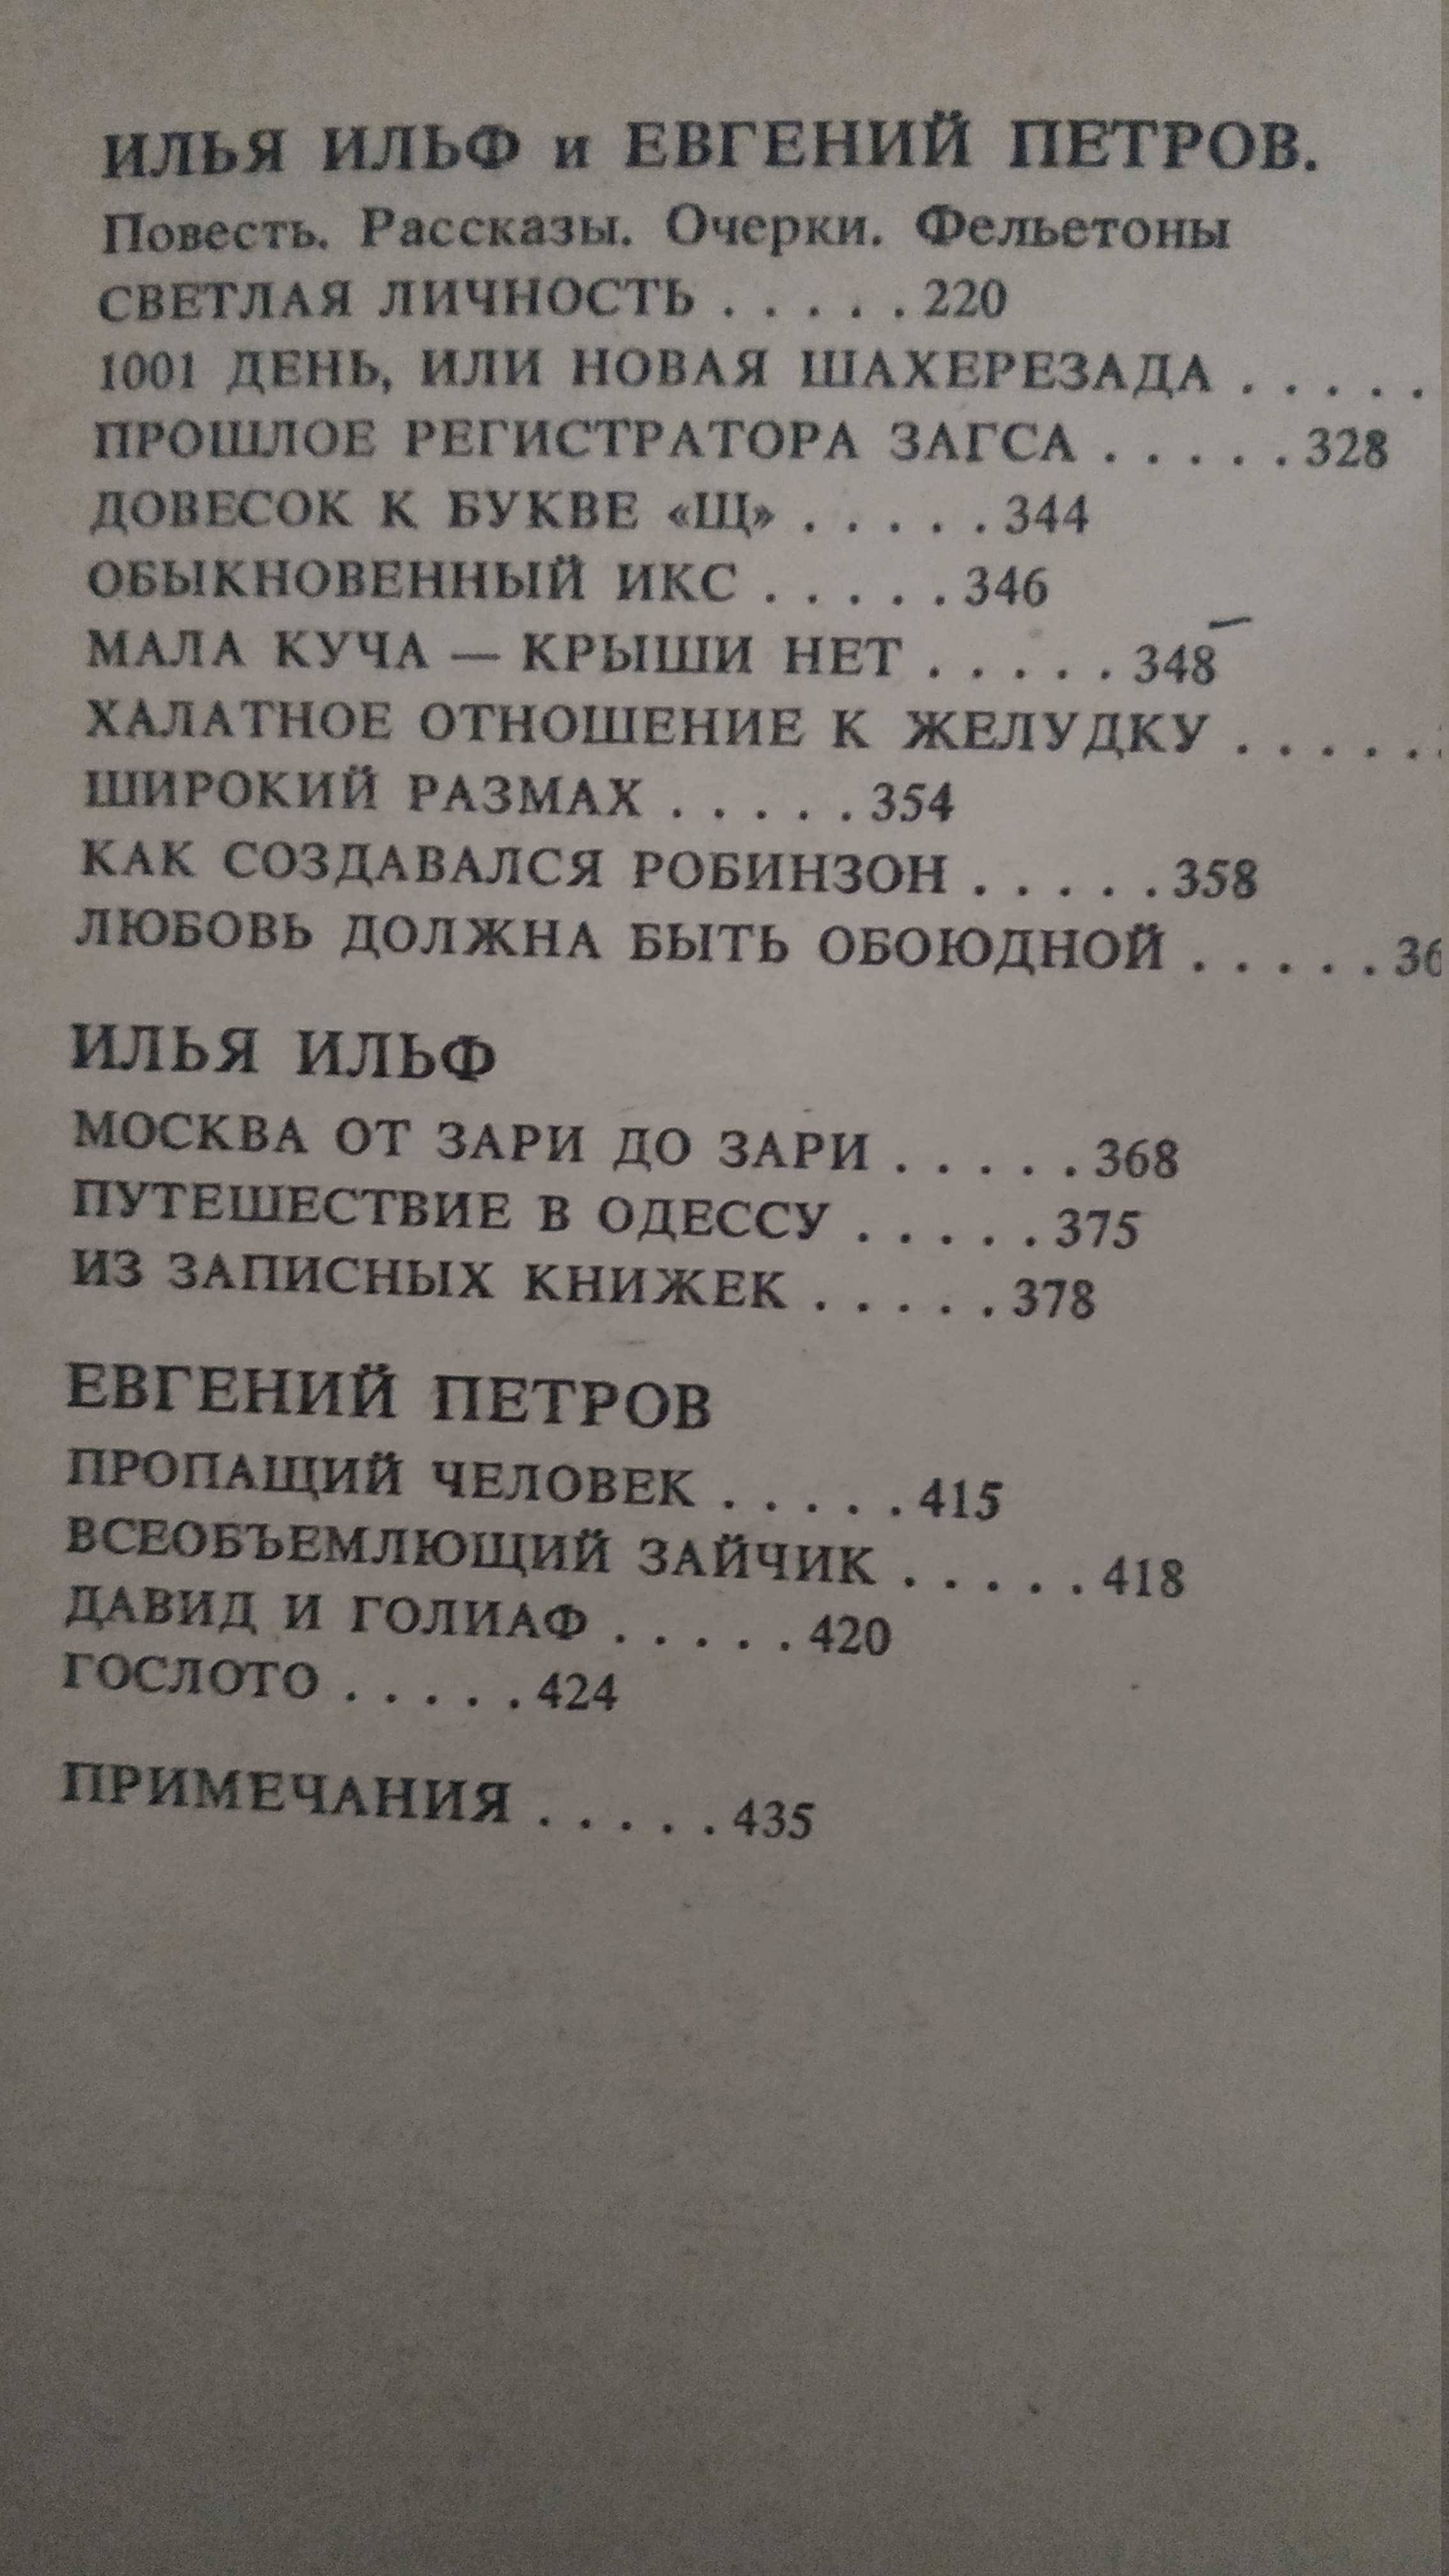 ИЛЬЯ ИЛЬФ и ЕВГЕНИЙ ПЕТРОВ.
Повесть. Рассказы. Очерки. Фельетоны
СВЕТЛАЯ ЛИЧНОСТЬ . . . . . 220
1001 ДЕНЬ, ИЛИ НОВАЯ ШАХЕРЕЗАДА . . . . .
ПРОШЛОЕ РЕГИСТРАТОРА ЗАГСА . . . . . 328
ДОВЕСОК К БУКВЕ «Щ» . . . . . 344
ОБЫКНОВЕННЫЙ ИКС . . . . . 346
МАЛА КУЧА — КРЫШИ НЕТ . . . . . 348
ХАЛАТНОЕ ОТНОШЕНИЕ К ЖЕЛУДКУ . . . . .
ШИРОКИЙ РАЗМАХ . . . . . 354
КАК СОЗДАВАЛСЯ РОБИНЗОН . . . . . 358
ЛЮБОВЬ ДОЛЖНА БЫТЬ ОБОЮДНОЙ . . . . .
ИЛЬЯ ИЛЬФ
МОСКВА ОТ ЗАРИ ДО ЗАРИ . . . . . 368
ПУТЕШЕСТВИЕ В ОДЕССУ . . . . . 375
ИЗ ЗАПИСНЫХ КНИЖЕК . . . . . 378
ЕВГЕНИЙ ПЕТРОВ
ПРОПАЩИЙ ЧЕЛОВЕК . . . . . 415
ВСЕОБЪЕМЛЮЩИЙ ЗАЙЧИК . . . . . 418
ДАВИД И ГОЛИАФ . . . . . 420
ГОСЛОТО . . . . . 424
ПРИМЕЧАНИЯ . . . . . 435